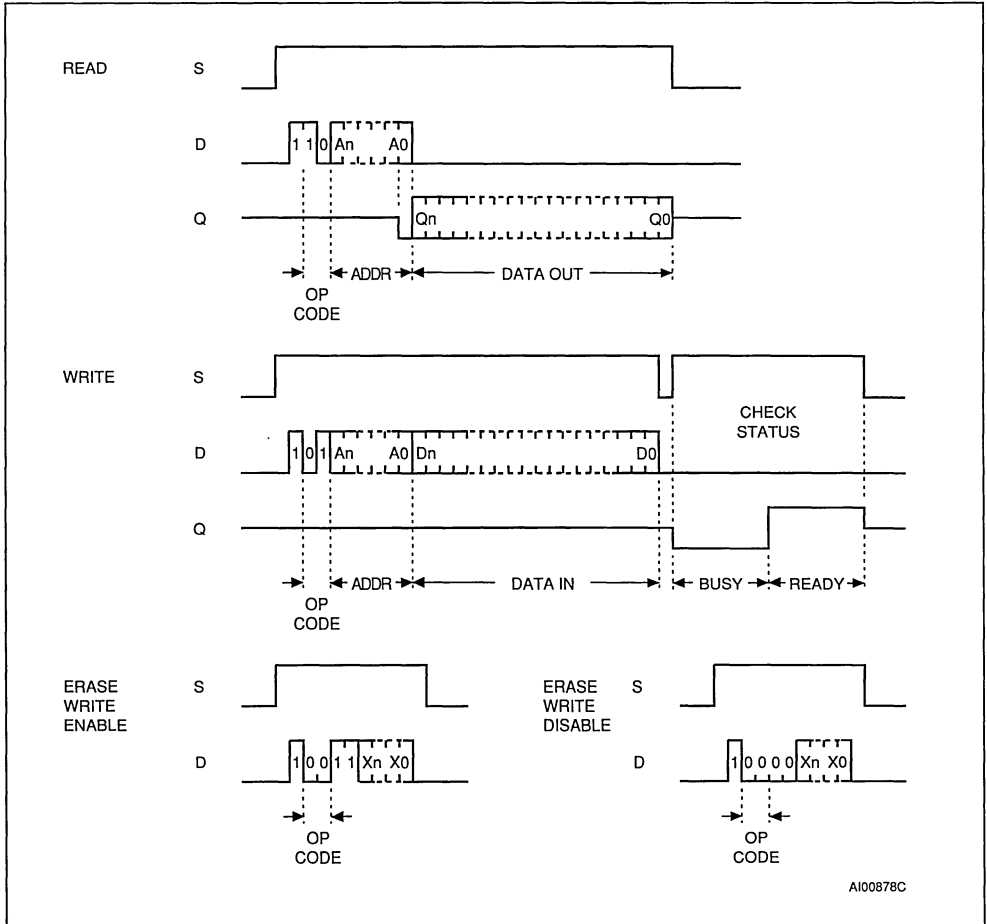 READ S
D 1 1 0 An A0
Q Qn Q0
ADDR DATA OUT
OP
CODE
WRITE S
CHECK
STATUS
D 1 0 1 An A0 Dn D0
Q
ADDR DATA IN BUSY READY
OP
CODE
ERASE
WRITE
ENABLE
S
D 1 0 0 1 1 Xn X0
OP
CODE
ERASE
WRITE
DISABLE
S
D 1 0 0 0 0 Xn X0
OP
CODE
AI00878C